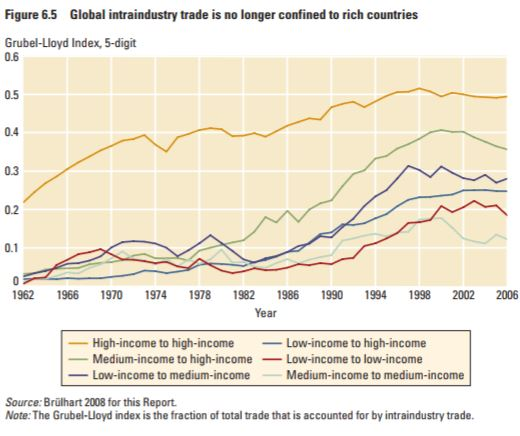 Figure 6.5 Global intraindustry trade is no longer confined to rich countries
Grubel-Lloyd Index, 5-digit
0.6
0.5
0.4
0.3
0.2
0.1
0
1962 1966 1970 1974 1978 1982 1986 1990 1994 1998 2002 2006
Year
High-income to high-income
Low-income to high-income
Medium-income to high-income
Low-income to low-income
Low-income to medium-income
Medium-income to medium-income
Source: Brülhart 2008 for this Report.
Note: The Grubel-Lloyd index is the fraction of total trade that is accounted for by intraindustry trade.